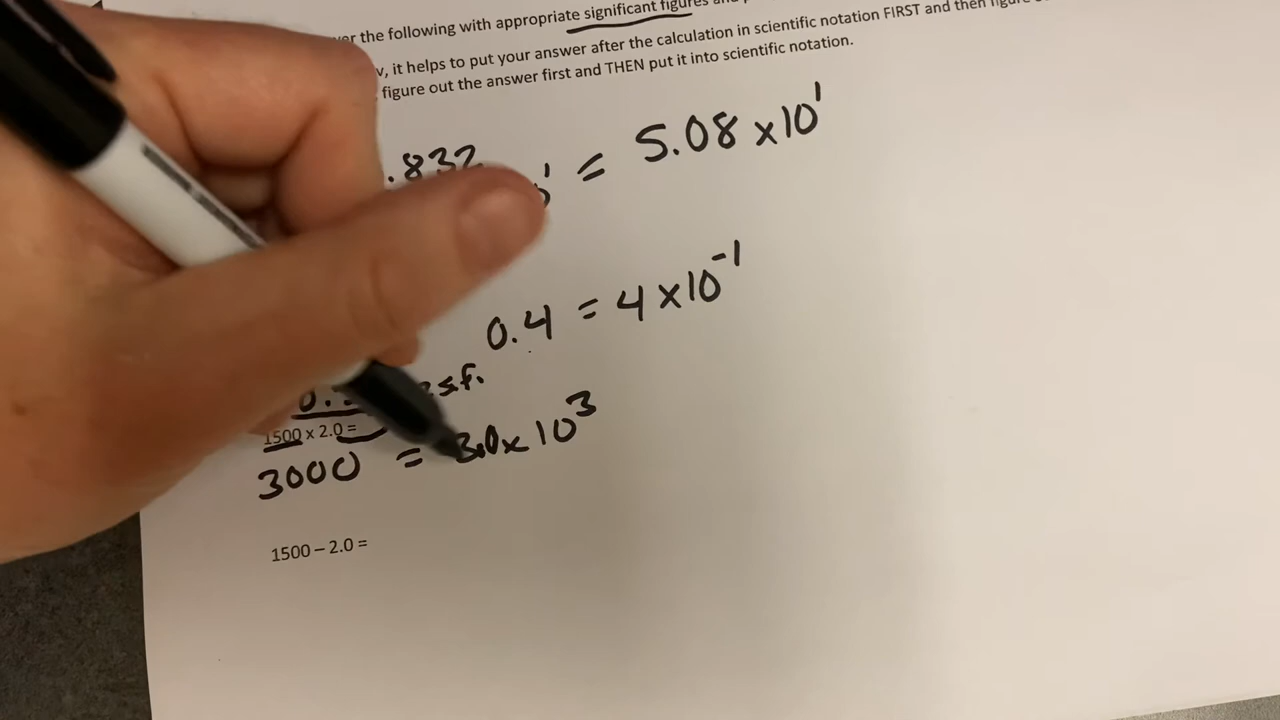 the following with appropriate significant figures
, it helps to put your answer after the calculation in scientific notation FIRST and then figure
figure out the answer first and THEN put it into scientific notation.
.832 = 5.08 x 10¹
0.4 = 4 x 10⁻¹
s.f.
1500 x 2.0 =
3000 = 3.0 x 10³
1500 – 2.0 =